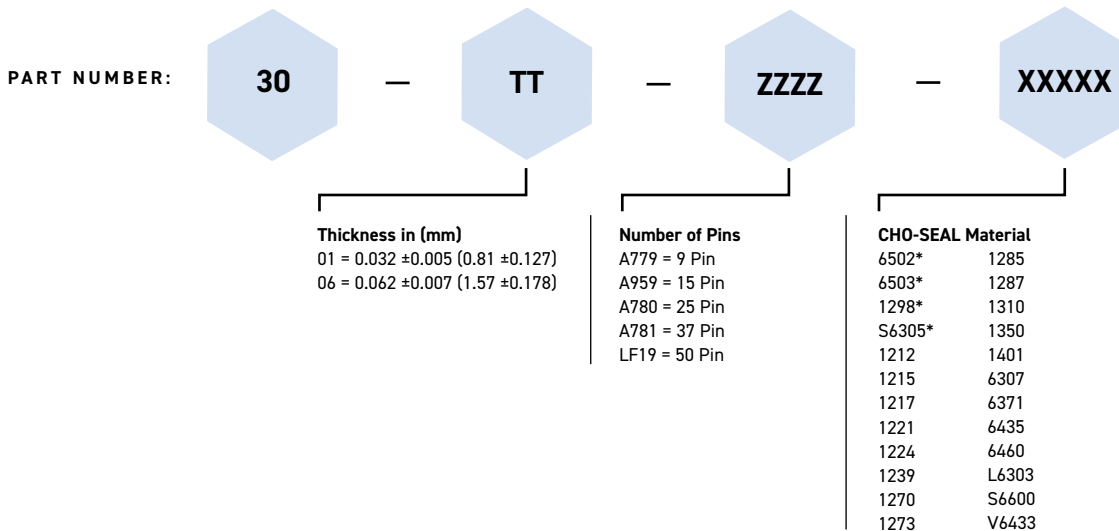 PART NUMBER: 30 — TT — ZZZZ — XXXXX
Thickness in (mm)
01 = 0.032 ±0.005 (0.81 ±0.127)
06 = 0.062 ±0.007 (1.57 ±0.178)
Number of Pins
A779 = 9 Pin
A959 = 15 Pin
A780 = 25 Pin
A781 = 37 Pin
LF19 = 50 Pin
CHO-SEAL Material
6502* 1285
6503* 1287
1298* 1310
S6305* 1350
1212 1401
1215 6307
1217 6371
1221 6435
1224 6460
1239 L6303
1270 S6600
1273 V6433